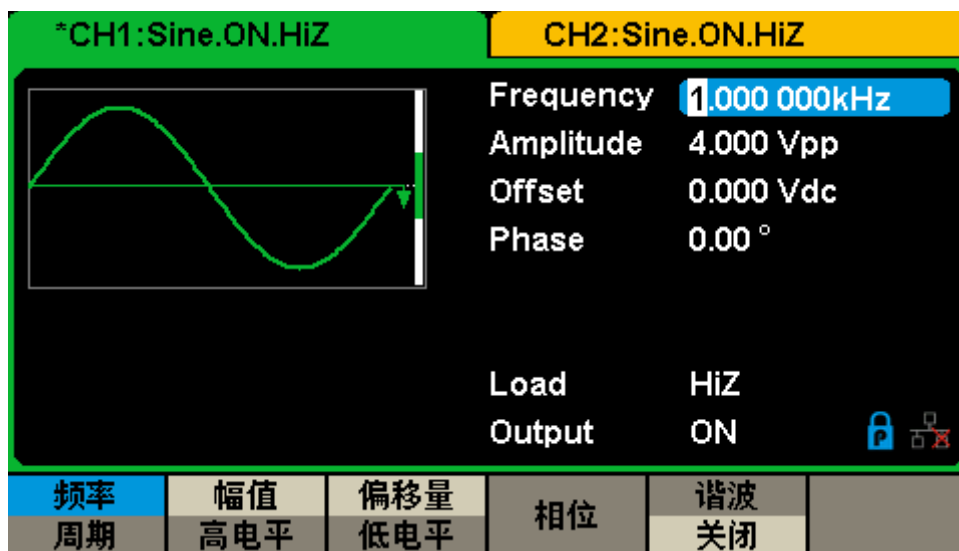 *CH1:Sine.ON.HiZ
CH2:Sine.ON.HiZ
Frequency 1.000 000kHz
Amplitude 4.000 Vpp
Offset 0.000 Vdc
Phase 0.00 °
Load HiZ
Output ON
P
频率 幅值 偏移量 相位 谐波
周期 高电平 低电平 关闭